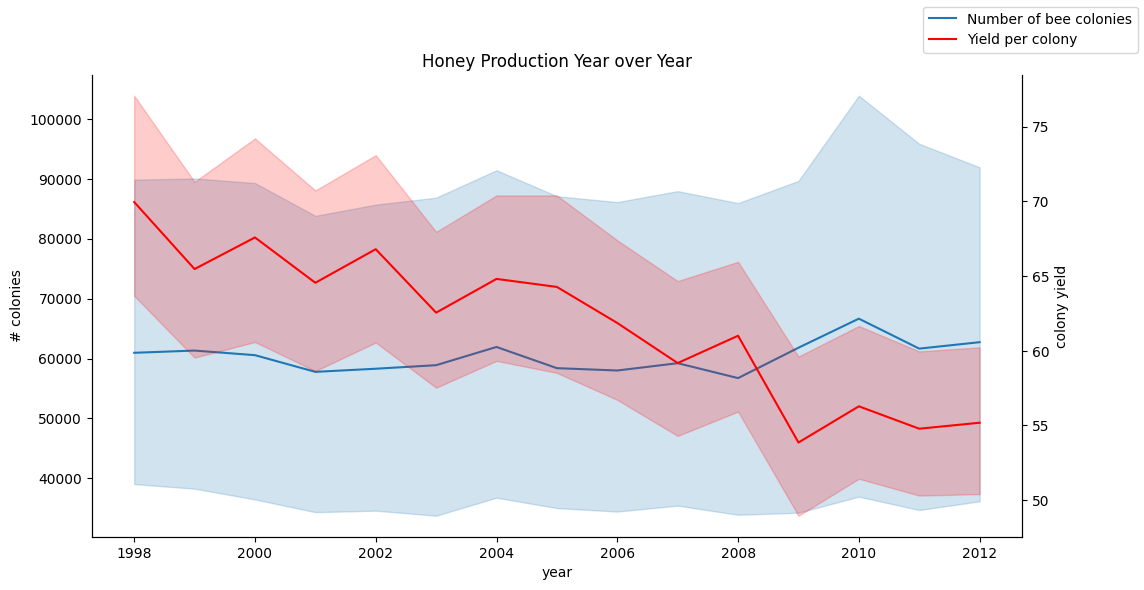 Number of bee colonies
Yield per colony
Honey Production Year over Year
# colonies
100000
90000
80000
70000
60000
50000
40000
75
70
65
60
55
50
colony yield
1998 2000 2002 2004 2006 2008 2010 2012
year